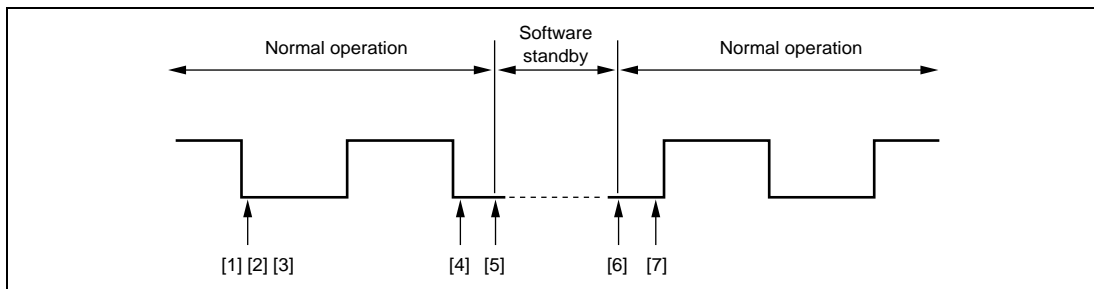 Normal operation
Software
standby
Normal operation
[1] [2] [3]
[4]
[5]
[6]
[7]